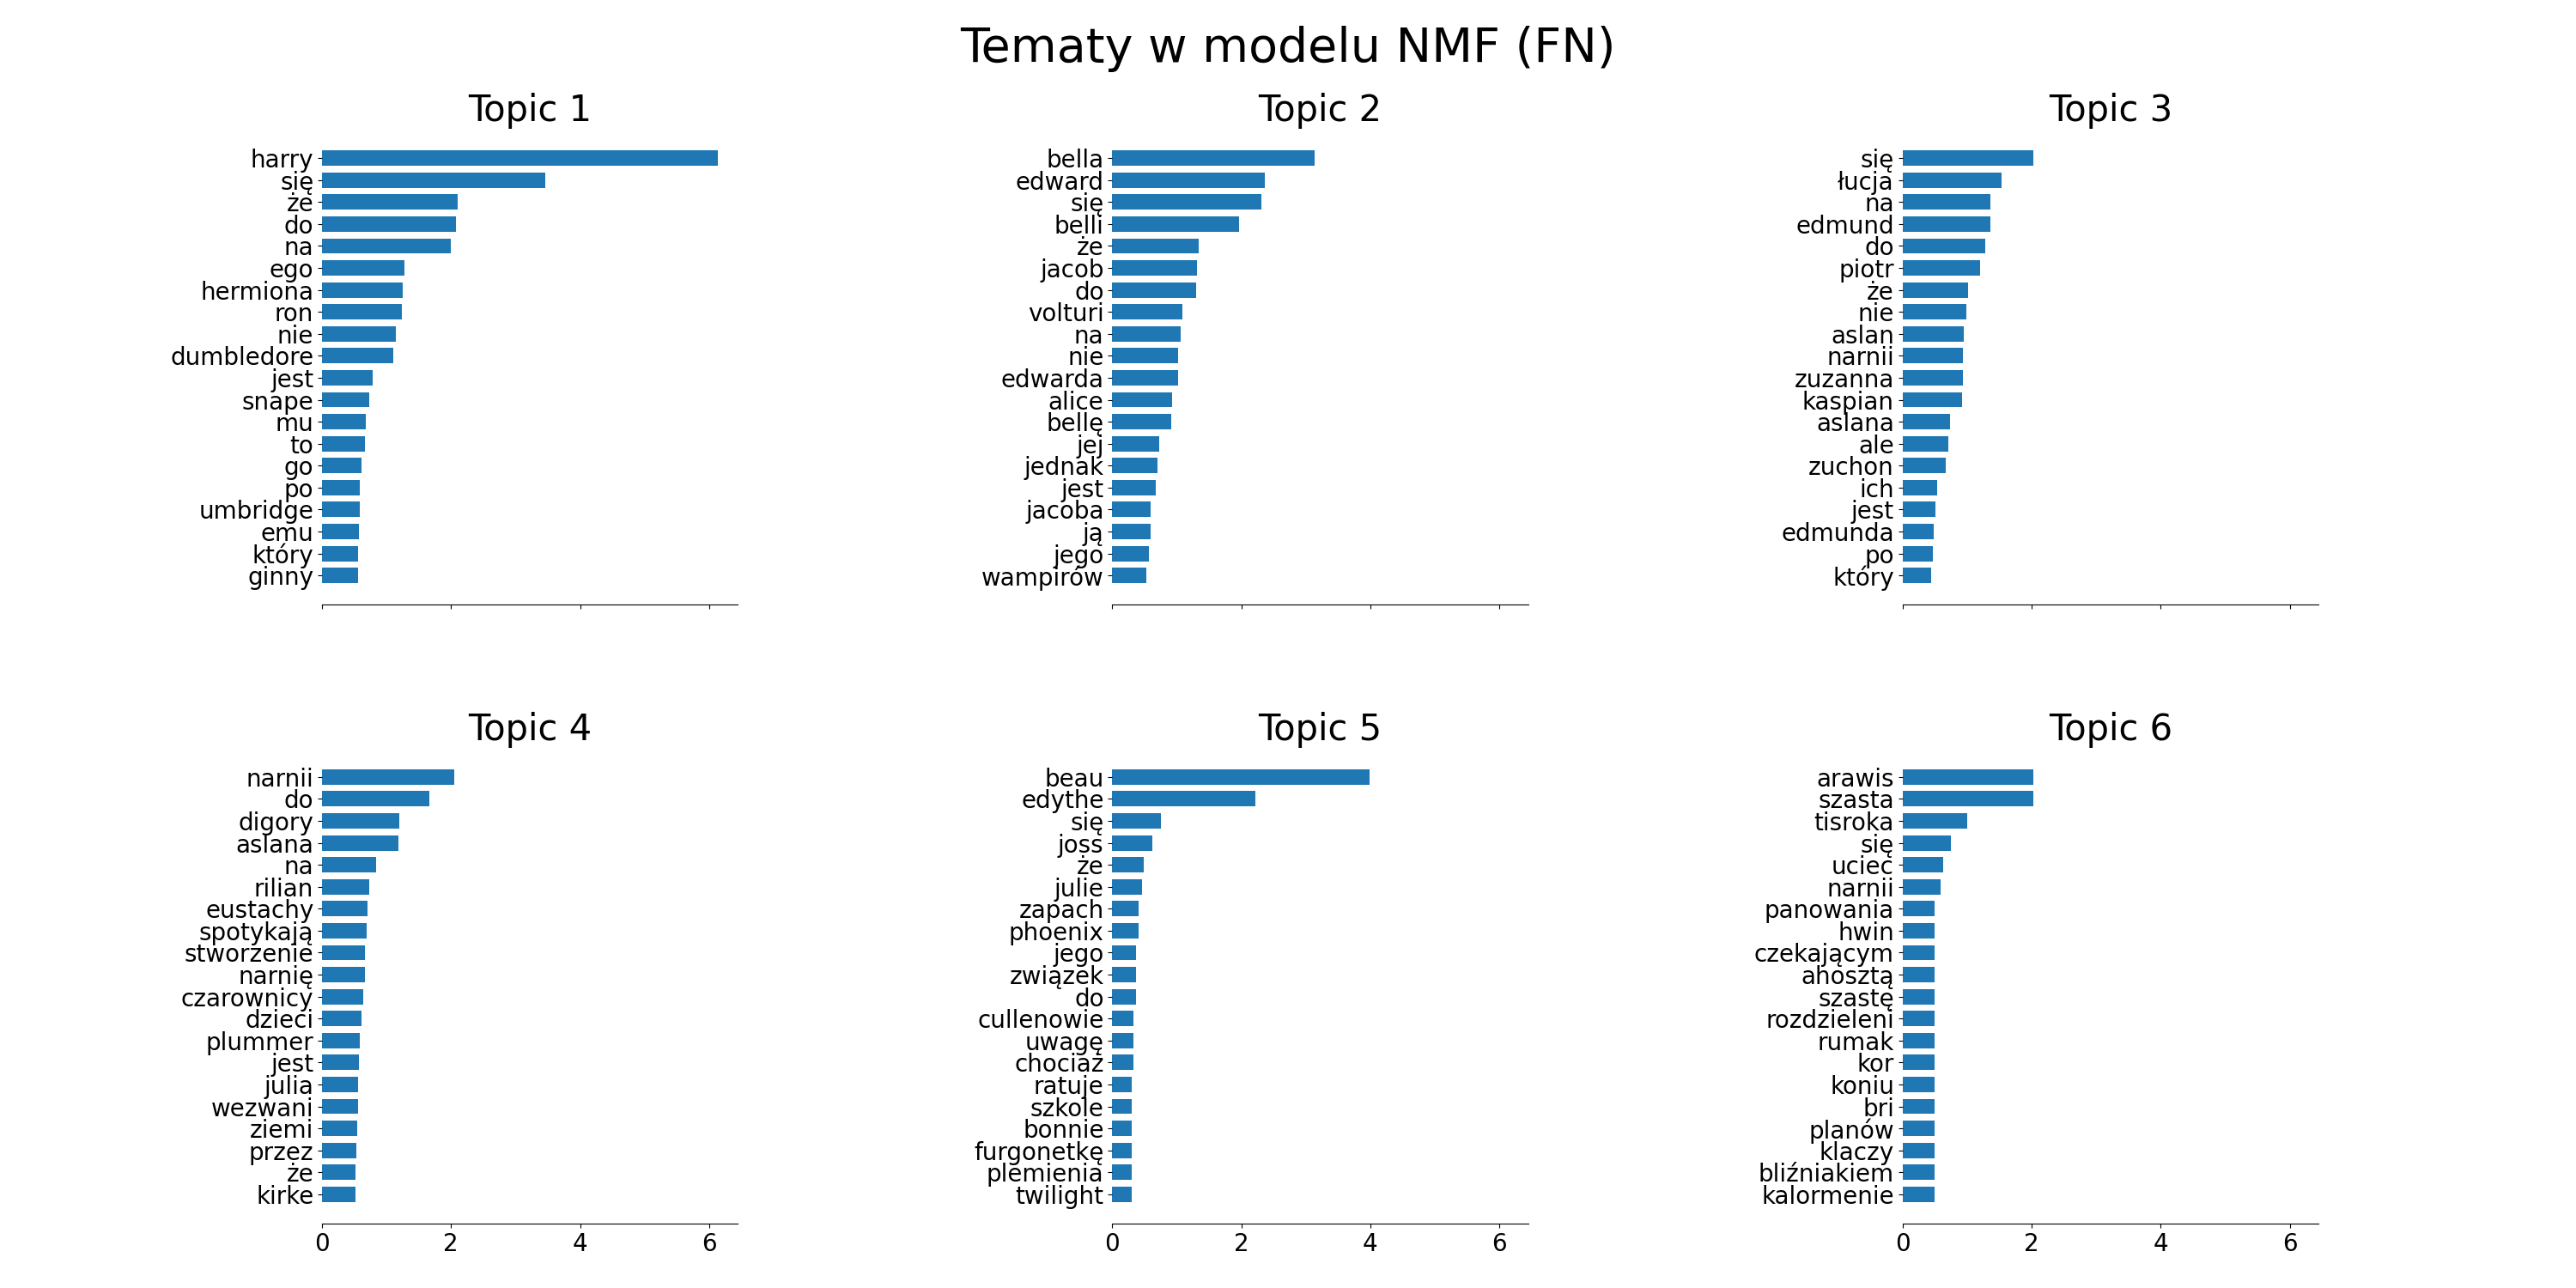 Tematy w modelu NMF (FN)
Topic 1
harry
się
że
do
na
ego
hermiona
ron
nie
dumbledore
jest
snape
mu
to
go
po
umbridge
emu
który
ginny
Topic 2
bella
edward
się
belli
że
jacob
do
volturi
na
nie
edwarda
alice
bellę
jej
jednak
jest
jacoba
ją
jego
wampirów
Topic 3
się
łucja
na
edmund
do
piotr
że
nie
aslan
narnii
zuzanna
kaspian
aslana
ale
zuchon
ich
jest
edmunda
po
który
Topic 4
narnii
do
digory
aslana
na
rilian
eustachy
spotykają
stworzenie
narnię
czarownicy
dzieci
plummer
jest
julia
wezwani
ziemi
przez
że
kirke
0 2 4 6
Topic 5
beau
edythe
się
joss
że
julie
zapach
phoenix
jego
związek
do
cullenowie
uwagę
chociaż
ratuje
szkole
bonnie
furgonetkę
plemienia
twilight
0 2 4 6
Topic 6
arawis
szasta
tisroka
się
uciec
narnii
panowania
hwin
czekającym
ahosztą
szastę
rozdzieleni
rumak
kor
koniu
bri
planów
klaczy
bliźniakiem
kalormenie
0 2 4 6